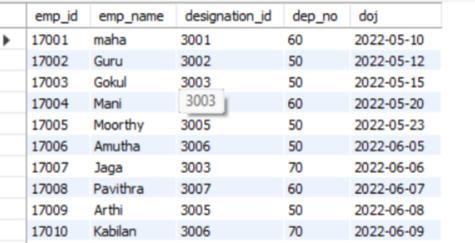 emp_id emp_name designation_id dep_no doj
17001 maha 3001 60 2022-05-10
17002 Guru 3002 50 2022-05-12
17003 Gokul 3003 50 2022-05-15
17004 Mani 3003 60 2022-05-20
17005 Moorthy 3005 50 2022-05-23
17006 Amutha 3006 50 2022-06-05
17007 Jaga 3003 70 2022-06-06
17008 Pavithra 3007 60 2022-06-07
17009 Arthi 3005 50 2022-06-08
17010 Kabilan 3006 70 2022-06-09